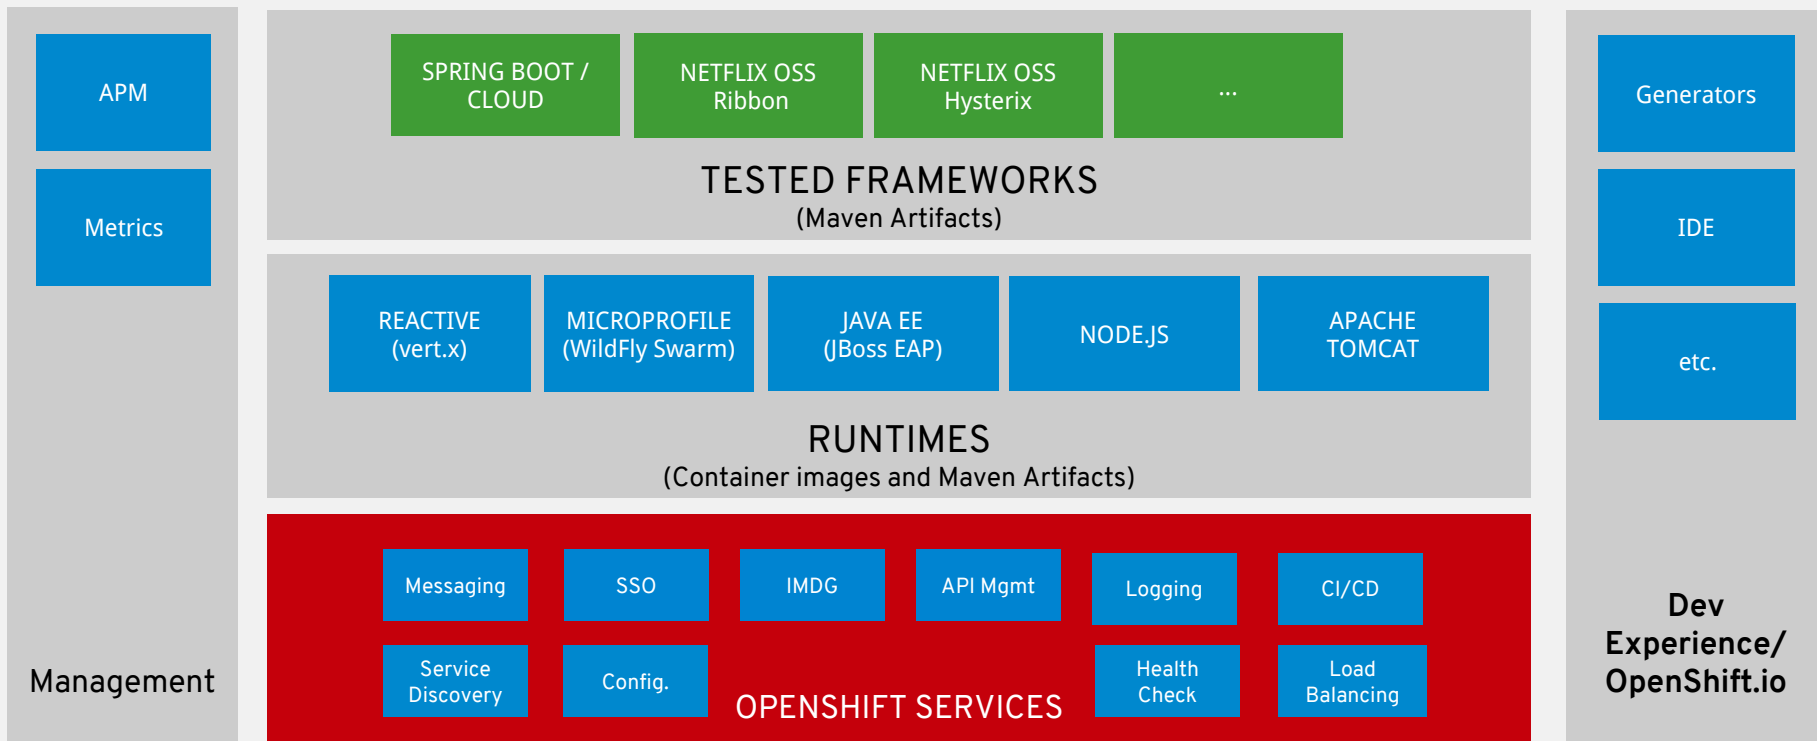 APM
Metrics
Management
SPRING BOOT /
CLOUD
NETFLIX OSS
Ribbon
NETFLIX OSS
Hysterix
...
TESTED FRAMEWORKS
(Maven Artifacts)
REACTIVE
(vert.x)
MICROPROFILE
(WildFly Swarm)
JAVA EE
(JBoss EAP)
NODE.JS
APACHE
TOMCAT
RUNTIMES
(Container images and Maven Artifacts)
Messaging
SSO
IMDG
API Mgmt
Logging
CI/CD
Service
Discovery
Config.
Health
Check
Load
Balancing
OPENSHIFT SERVICES
Generators
IDE
etc.
Dev
Experience/
OpenShift.io